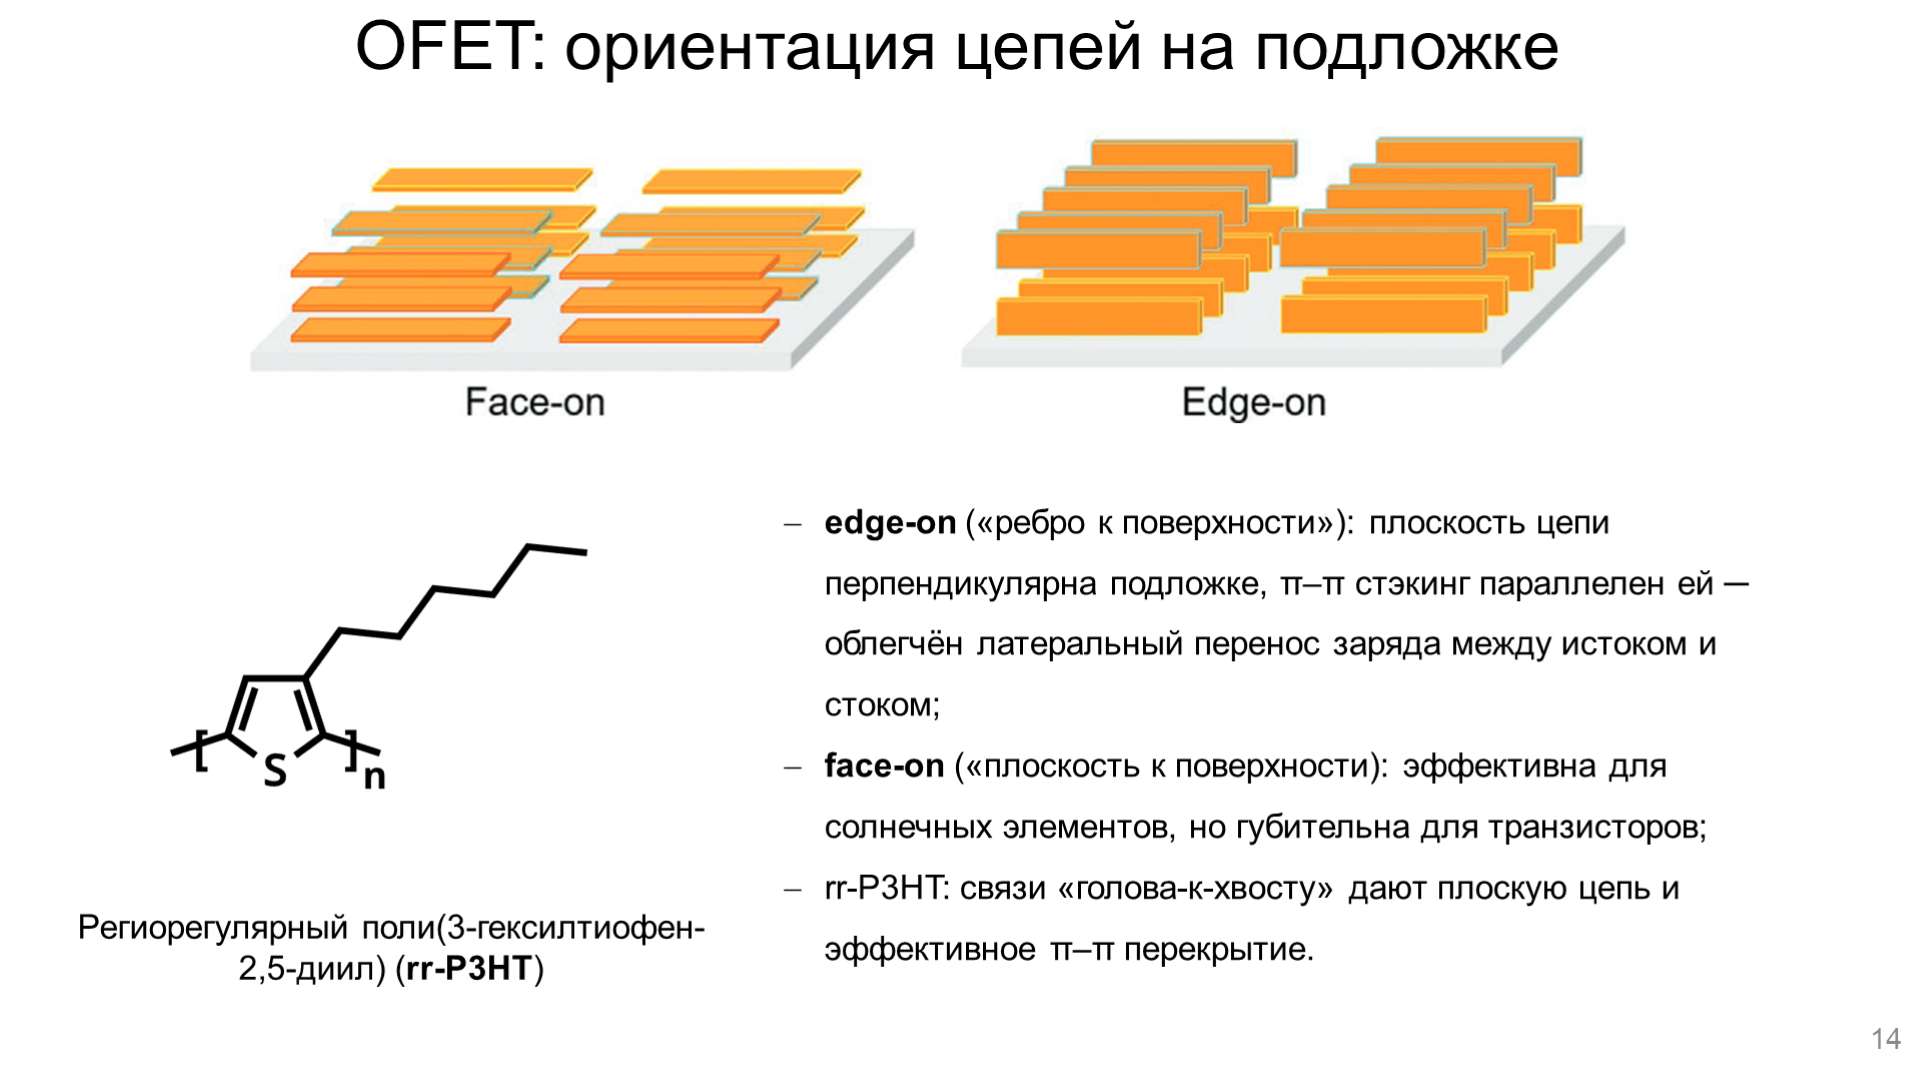 OFET: ориентация цепей на подложке
Face-on
Edge-on
– edge-on («ребро к поверхности»): плоскость цепи
перпендикулярна подложке, π–π стэкинг параллелен ей —
облегчён латеральный перенос заряда между истоком и
стоком;
– face-on («плоскость к поверхности): эффективна для
солнечных элементов, но губительна для транзисторов;
– rr-P3HT: связи «голова-к-хвосту» дают плоскую цепь и
эффективное π–π перекрытие.
[ S ]n
Региорегулярный поли(3-гексилтиофен-
2,5-диил) (rr-P3HT)
14